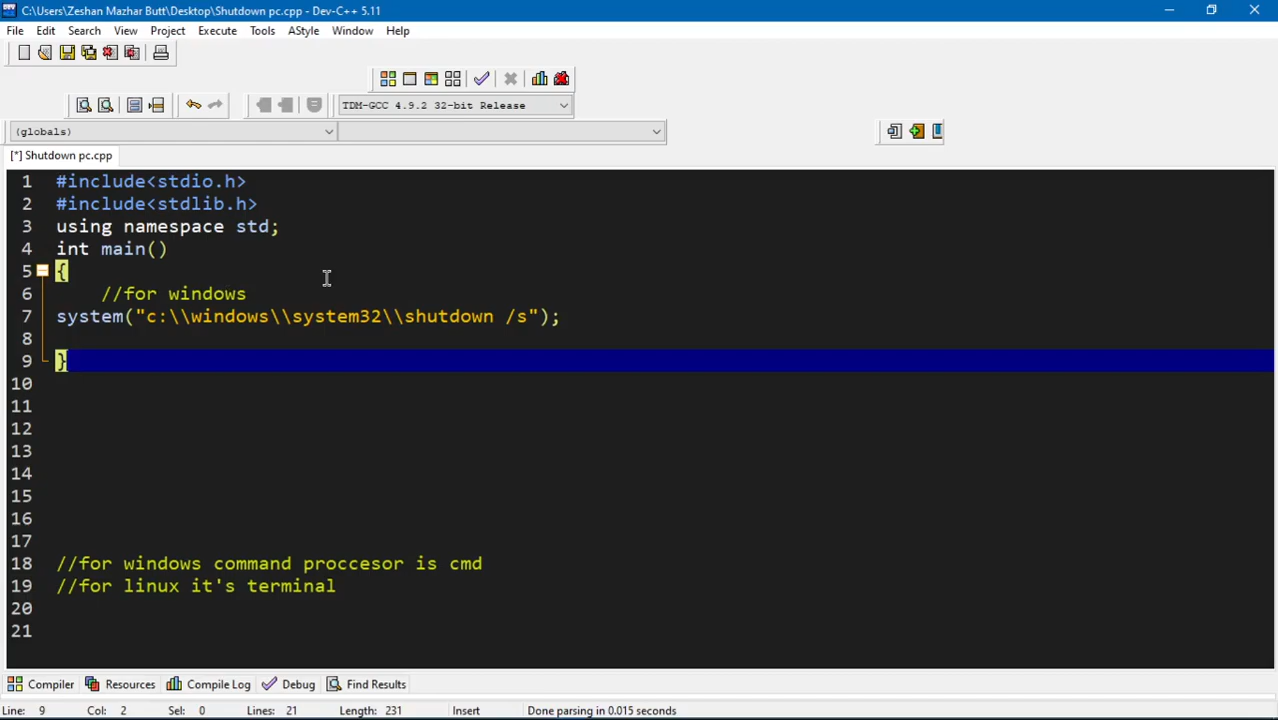 C:\Users\Zeshan Mazhar Butt\Desktop\Shutdown pc.cpp - Dev-C++ 5.11
File Edit Search View Project Execute Tools AStyle Window Help
TDM-GCC 4.9.2 32-bit Release
(globals)
[*] Shutdown pc.cpp
1 #include<stdio.h>
2 #include<stdlib.h>
3 using namespace std;
4 int main()
5 {
6 //for windows
7 system("c:\\windows\\system32\\shutdown /s");
8
9 }
10
11
12
13
14
15
16
17
18 //for windows command proccesor is cmd
19 //for linux it's terminal
20
21
Compiler Resources Compile Log Debug Find Results
Line: 9 Col: 2 Sel: 0 Lines: 21 Length: 231 Insert Done parsing in 0.015 seconds